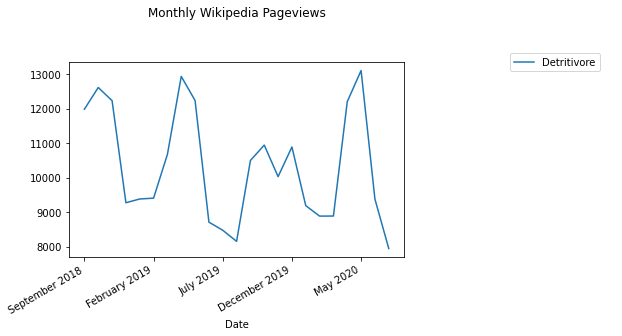 Monthly Wikipedia Pageviews
Detritivore
13000
12000
11000
10000
9000
8000
September 2018
February 2019
July 2019
December 2019
May 2020
Date